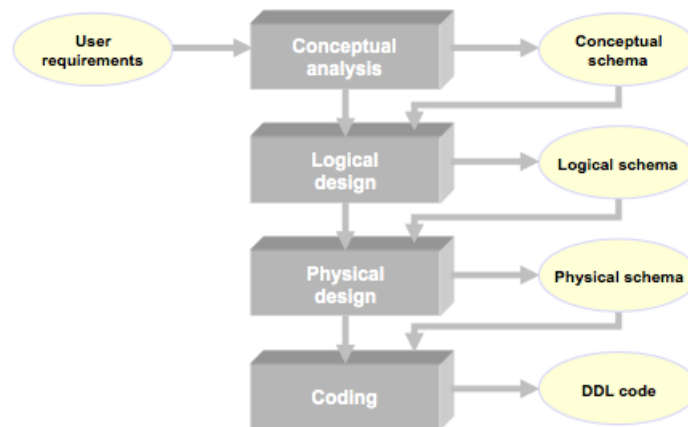 User
requirements
Conceptual
analysis
Conceptual
schema
Logical
design
Logical schema
Physical
design
Physical schema
Coding
DDL code